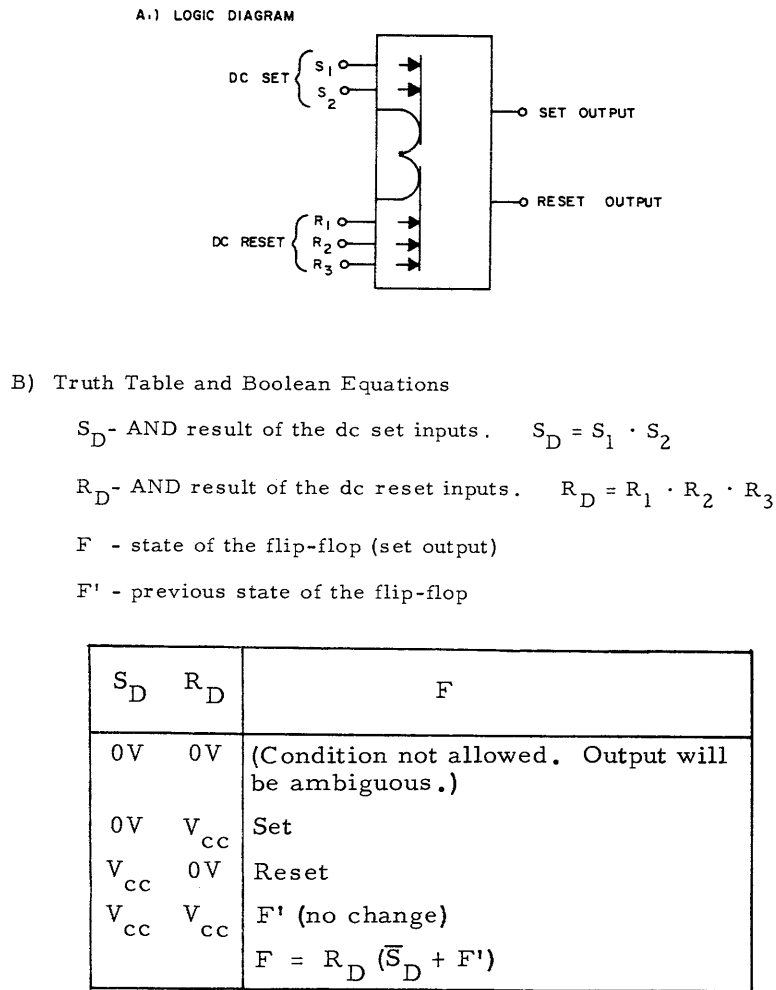 A.) LOGIC DIAGRAM
DC SET
S1
S2
SET OUTPUT
RESET OUTPUT
DC RESET
R1
R2
R3
B) Truth Table and Boolean Equations
SD- AND result of the dc set inputs. SD = S1 · S2
RD- AND result of the dc reset inputs. RD = R1 · R2 · R3
F - state of the flip-flop (set output)
F' - previous state of the flip-flop
SD RD F
0V 0V (Condition not allowed. Output will
be ambiguous.)
0V Vcc Set
Vcc 0V Reset
Vcc Vcc F' (no change)
F = RD (S̅D + F')